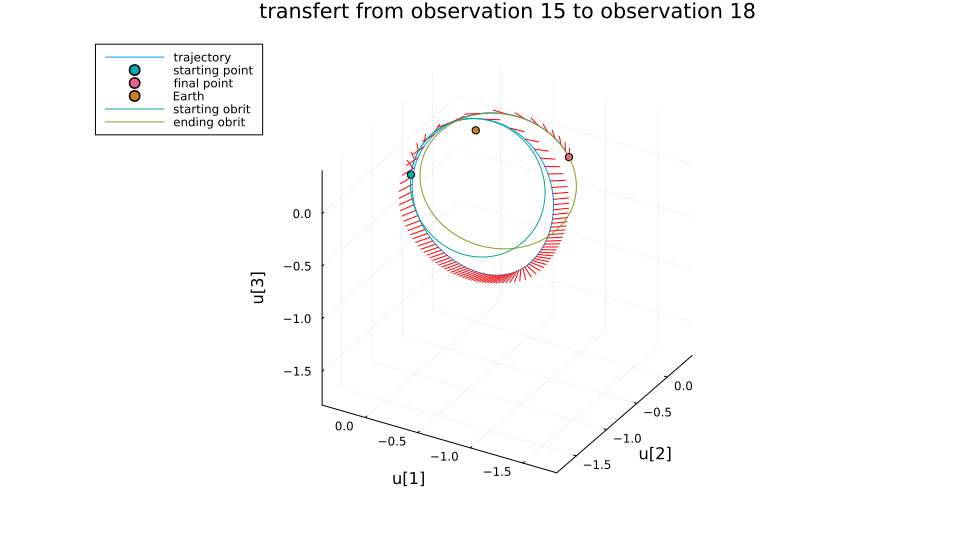 transfert from observation 15 to observation 18
trajectory
starting point
final point
Earth
starting obrit
ending obrit
0.0
−0.5
−1.0
−1.5
u[3]
0.0
−0.5
−1.0
−1.5
u[1]
0.0
−0.5
−1.0
−1.5
u[2]